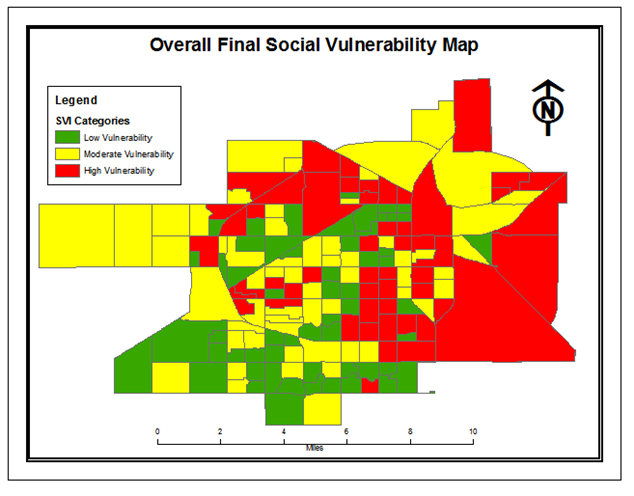 Overall Final Social Vulnerability Map
N
Legend
SVI Categories
Low Vulnerability
Moderate Vulnerability
High Vulnerability
0 2 4 6 8 10
Miles